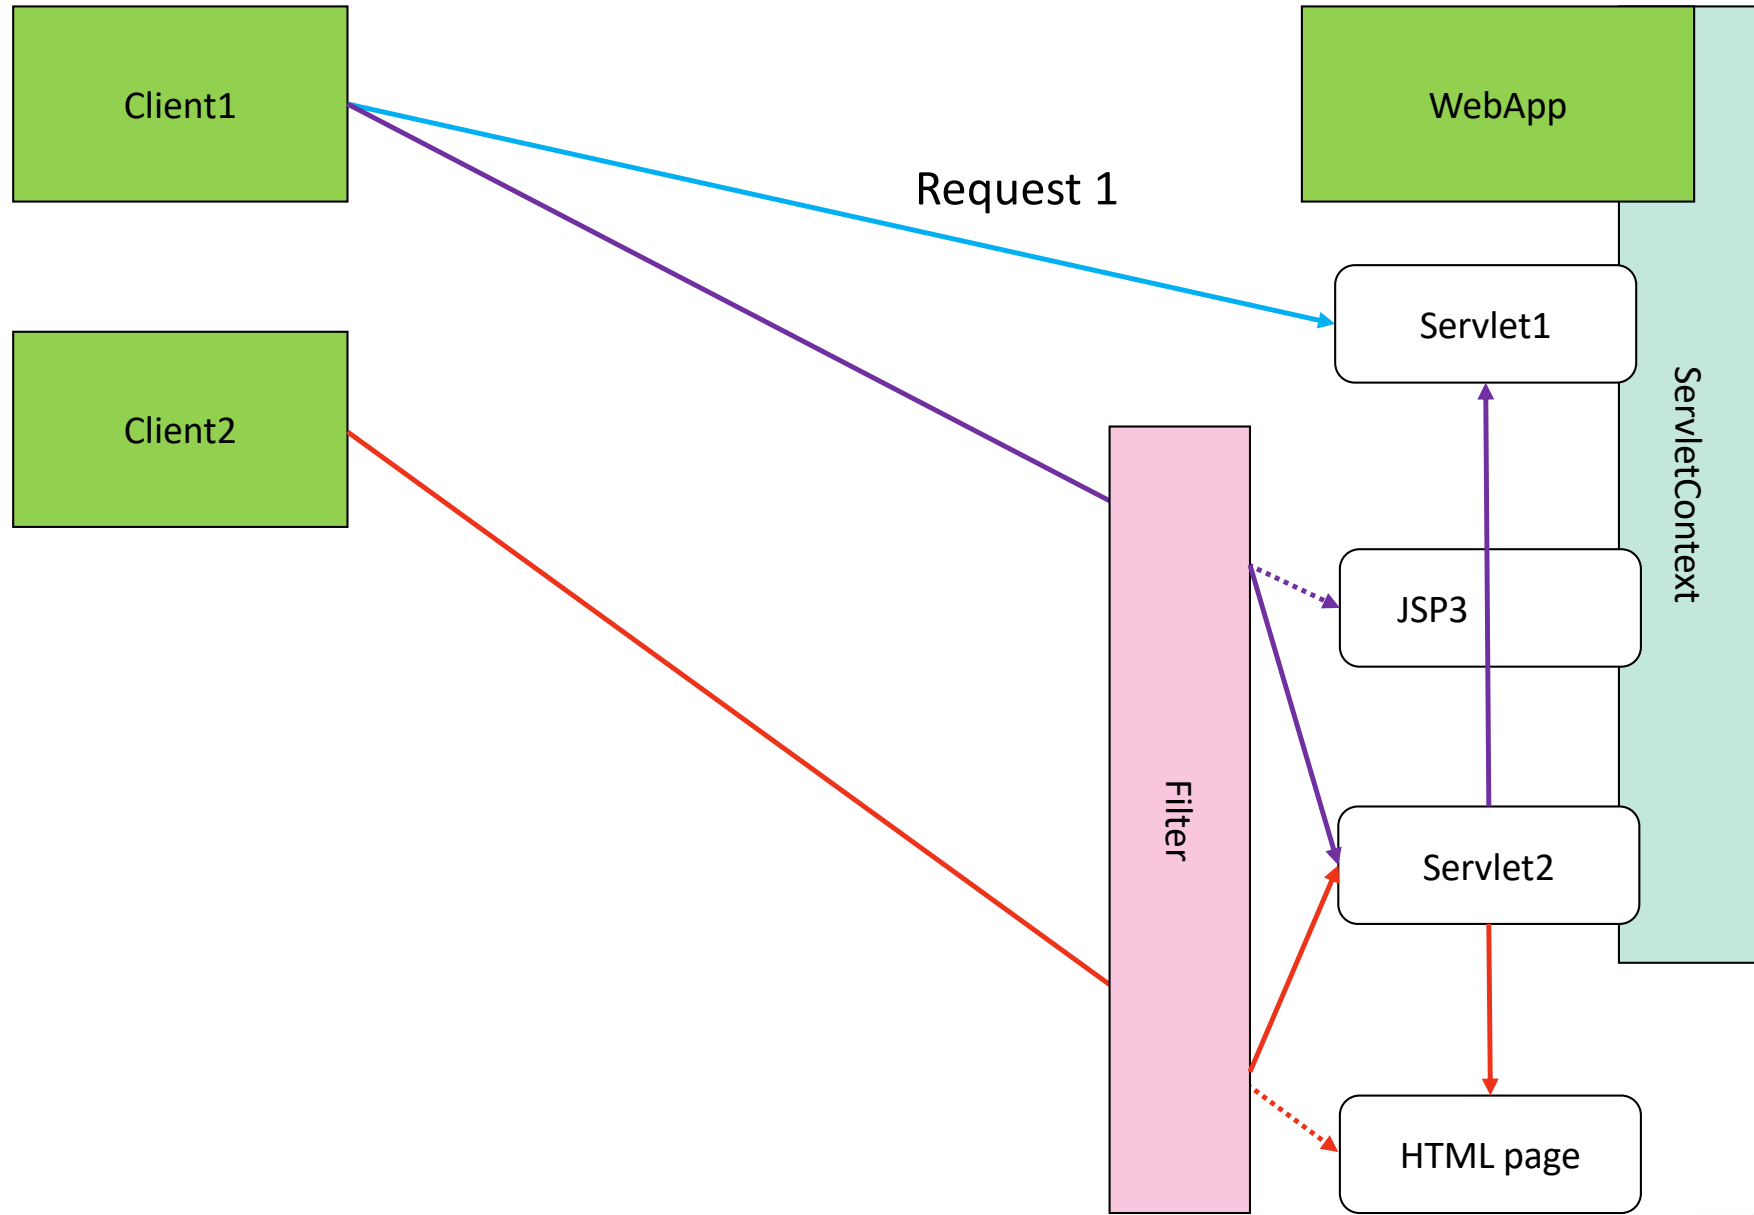 Client1
WebApp
Request 1
Servlet1
Client2
ServletContext
JSP3
Filter
Servlet2
HTML page